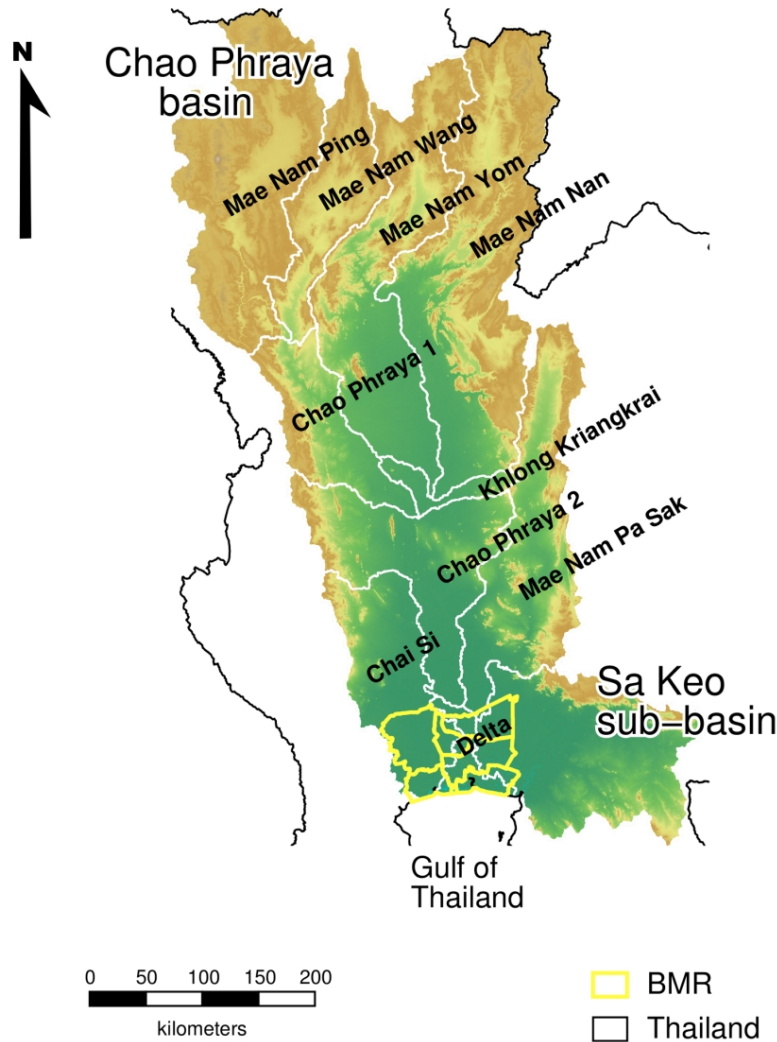 N
Chao Phraya
basin
Mae Nam Ping
Mae Nam Wang
Mae Nam Yom
Mae Nam Nan
Chao Phraya 1
Khlong Kriangkrai
Chao Phraya 2
Mae Nam Pa Sak
Chai Si
Sa Keo
sub–basin
Delta
Gulf of
Thailand
0 50 100 150 200
kilometers
BMR
Thailand